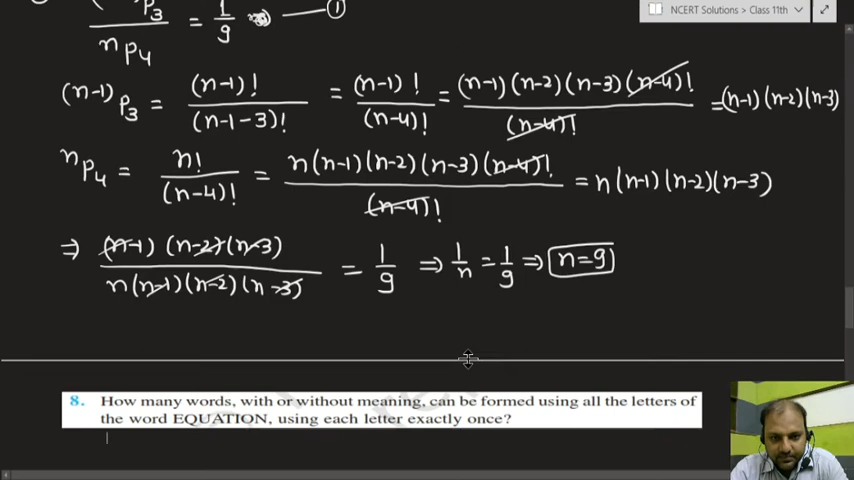 NCERT Solutions > Class 11th
P₃ / n P₄ = 1/9 —— ①
(n-1) P₃ = (n-1)! / (n-1-3)! = (n-1)! / (n-4)! = (n-1)(n-2)(n-3)(n-4)! / (n-4)! = (n-1)(n-2)(n-3)
n P₄ = n! / (n-4)! = n(n-1)(n-2)(n-3)(n-4)! / (n-4)! = n(n-1)(n-2)(n-3)
⇒ (n-1)(n-2)(n-3) / n(n-1)(n-2)(n-3) = 1/9 ⇒ 1/n = 1/9 ⇒ n=9
8. How many words, with or without meaning, can be formed using all the letters of
the word EQUATION, using each letter exactly once?